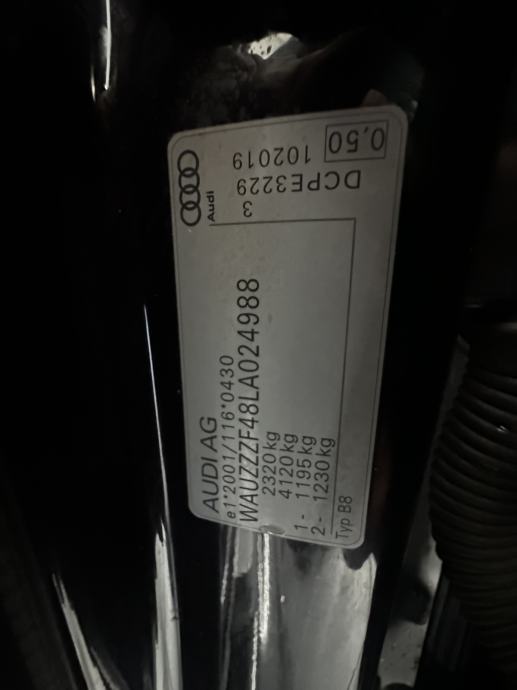 AUDI AG
e1*2001/116*0430
WAUZZZF48LA024988
2320 kg
4120 kg
1- 1195 kg
2- 1230 kg
Typ B8
Audi
3
102019
DCPE3229
0,50